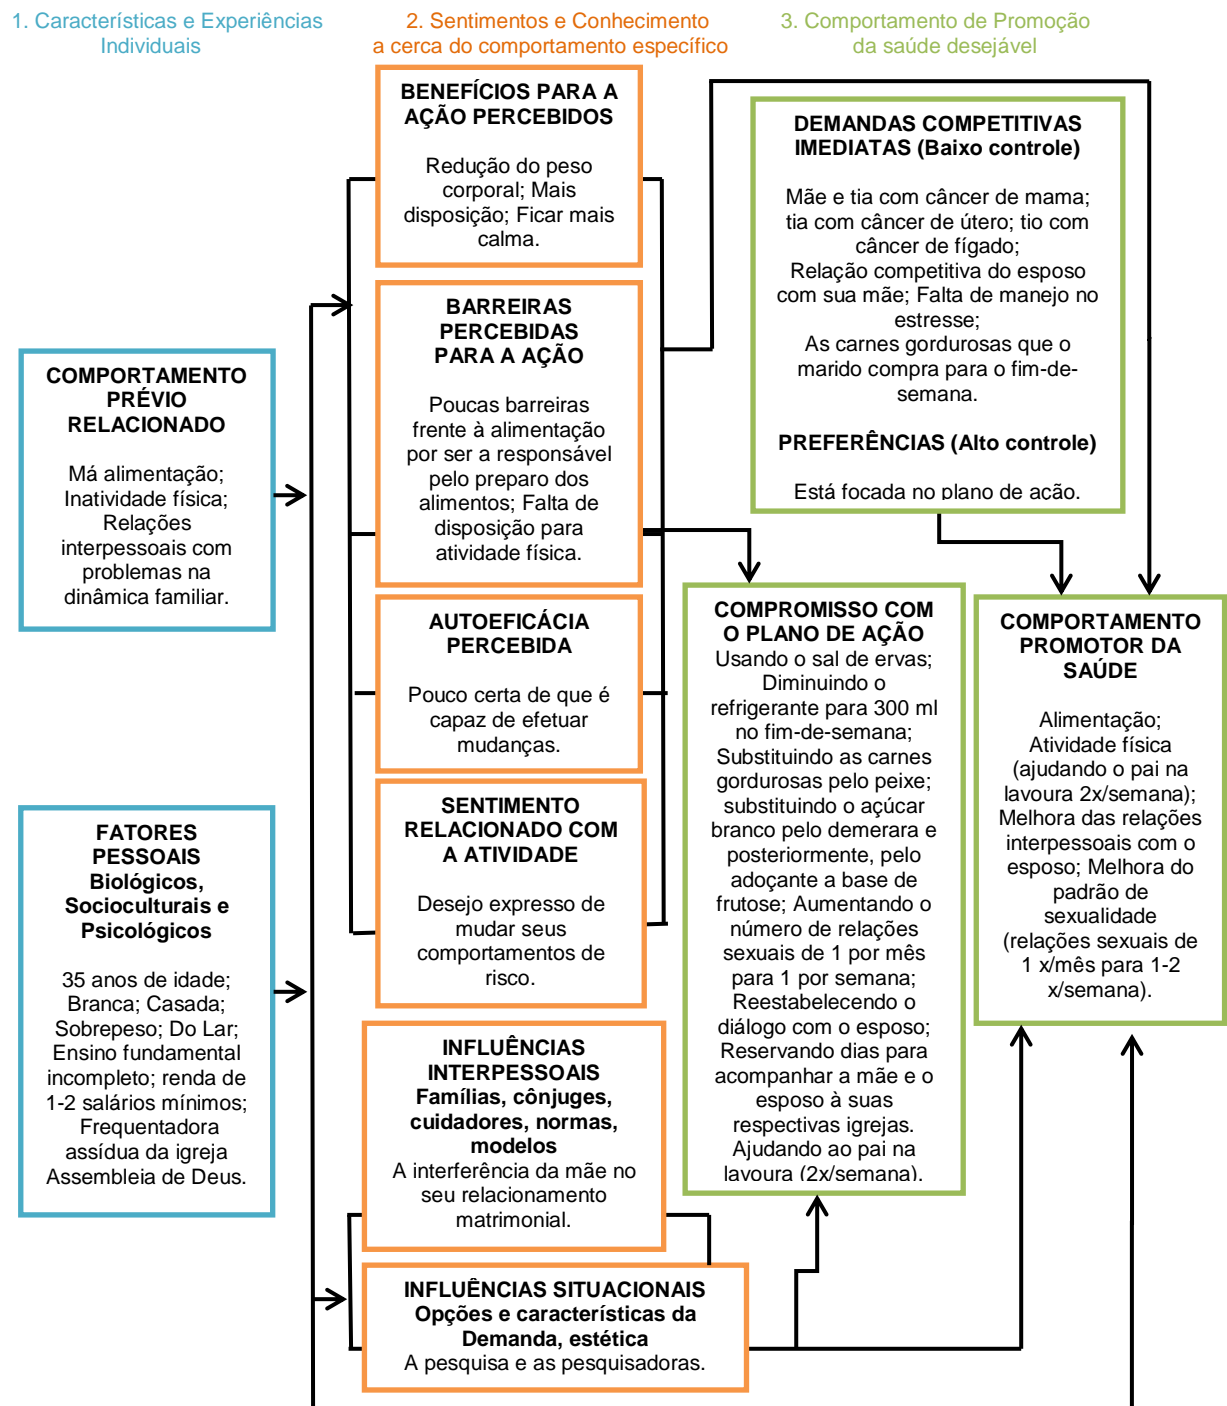 1. Características e Experiências
Individuais
2. Sentimentos e Conhecimento
a cerca do comportamento específico
3. Comportamento de Promoção
da saúde desejável
COMPORTAMENTO
PRÉVIO
RELACIONADO
Má alimentação;
Inatividade física;
Relações
interpessoais com
problemas na
dinâmica familiar.
FATORES
PESSOAIS
Biológicos,
Socioculturais e
Psicológicos
35 anos de idade;
Branca; Casada;
Sobrepeso; Do Lar;
Ensino fundamental
incompleto; renda de
1-2 salários mínimos;
Frequentadora
assídua da igreja
Assembleia de Deus.
BENEFÍCIOS PARA A
AÇÃO PERCEBIDOS
Redução do peso
corporal; Mais
disposição; Ficar mais
calma.
BARREIRAS
PERCEBIDAS
PARA A AÇÃO
Poucas barreiras
frente à alimentação
por ser a responsável
pelo preparo dos
alimentos; Falta de
disposição para
atividade física.
AUTOEFICÁCIA
PERCEBIDA
Pouco certa de que é
capaz de efetuar
mudanças.
SENTIMENTO
RELACIONADO COM
A ATIVIDADE
Desejo expresso de
mudar seus
comportamentos de
risco.
INFLUÊNCIAS
INTERPESSOAIS
Famílias, cônjuges,
cuidadores, normas,
modelos
A interferência da mãe no
seu relacionamento
matrimonial.
INFLUÊNCIAS SITUACIONAIS
Opções e características da
Demanda, estética
A pesquisa e as pesquisadoras.
DEMANDAS COMPETITIVAS
IMEDIATAS (Baixo controle)
Mãe e tia com câncer de mama;
tia com câncer de útero; tio com
câncer de fígado;
Relação competitiva do esposo
com sua mãe; Falta de manejo no
estresse;
As carnes gordurosas que o
marido compra para o fim-de-
semana.
PREFERÊNCIAS (Alto controle)
Está focada no plano de ação.
COMPROMISSO COM
O PLANO DE AÇÃO
Usando o sal de ervas;
Diminuindo o
refrigerante para 300 ml
no fim-de-semana;
Substituindo as carnes
gordurosas pelo peixe;
substituindo o açúcar
branco pelo demerara e
posteriormente, pelo
adoçante a base de
frutose; Aumentando o
número de relações
sexuais de 1 por mês
para 1 por semana;
Reestabelecendo o
diálogo com o esposo;
Reservando dias para
acompanhar a mãe e o
esposo à suas
respectivas igrejas.
Ajudando ao pai na
lavoura (2x/semana).
COMPORTAMENTO
PROMOTOR DA
SAÚDE
Alimentação;
Atividade física
(ajudando o pai na
lavoura 2x/semana);
Melhora das relações
interpessoais com o
esposo; Melhora do
padrão de
sexualidade
(relações sexuais de
1 x/mês para 1-2
x/semana).